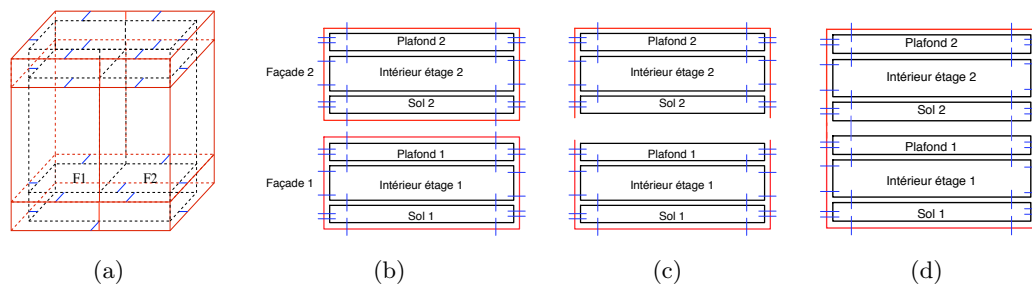 F1 F2
(a)
Façade 2
Plafond 2
Intérieur étage 2
Sol 2
Façade 1
Plafond 1
Intérieur étage 1
Sol 1
(b)
Plafond 2
Intérieur étage 2
Sol 2
Plafond 1
Intérieur étage 1
Sol 1
(c)
Plafond 2
Intérieur étage 2
Sol 2
Plafond 1
Intérieur étage 1
Sol 1
(d)